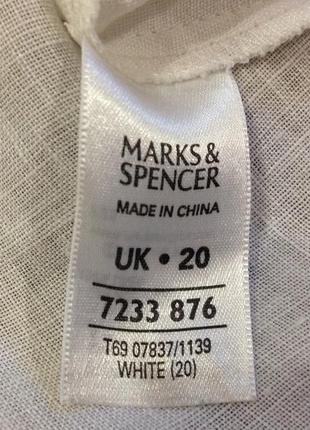 MARKS &
SPENCER
MADE IN CHINA
UK • 20
7233 876
T69 07837/1139
WHITE (20)